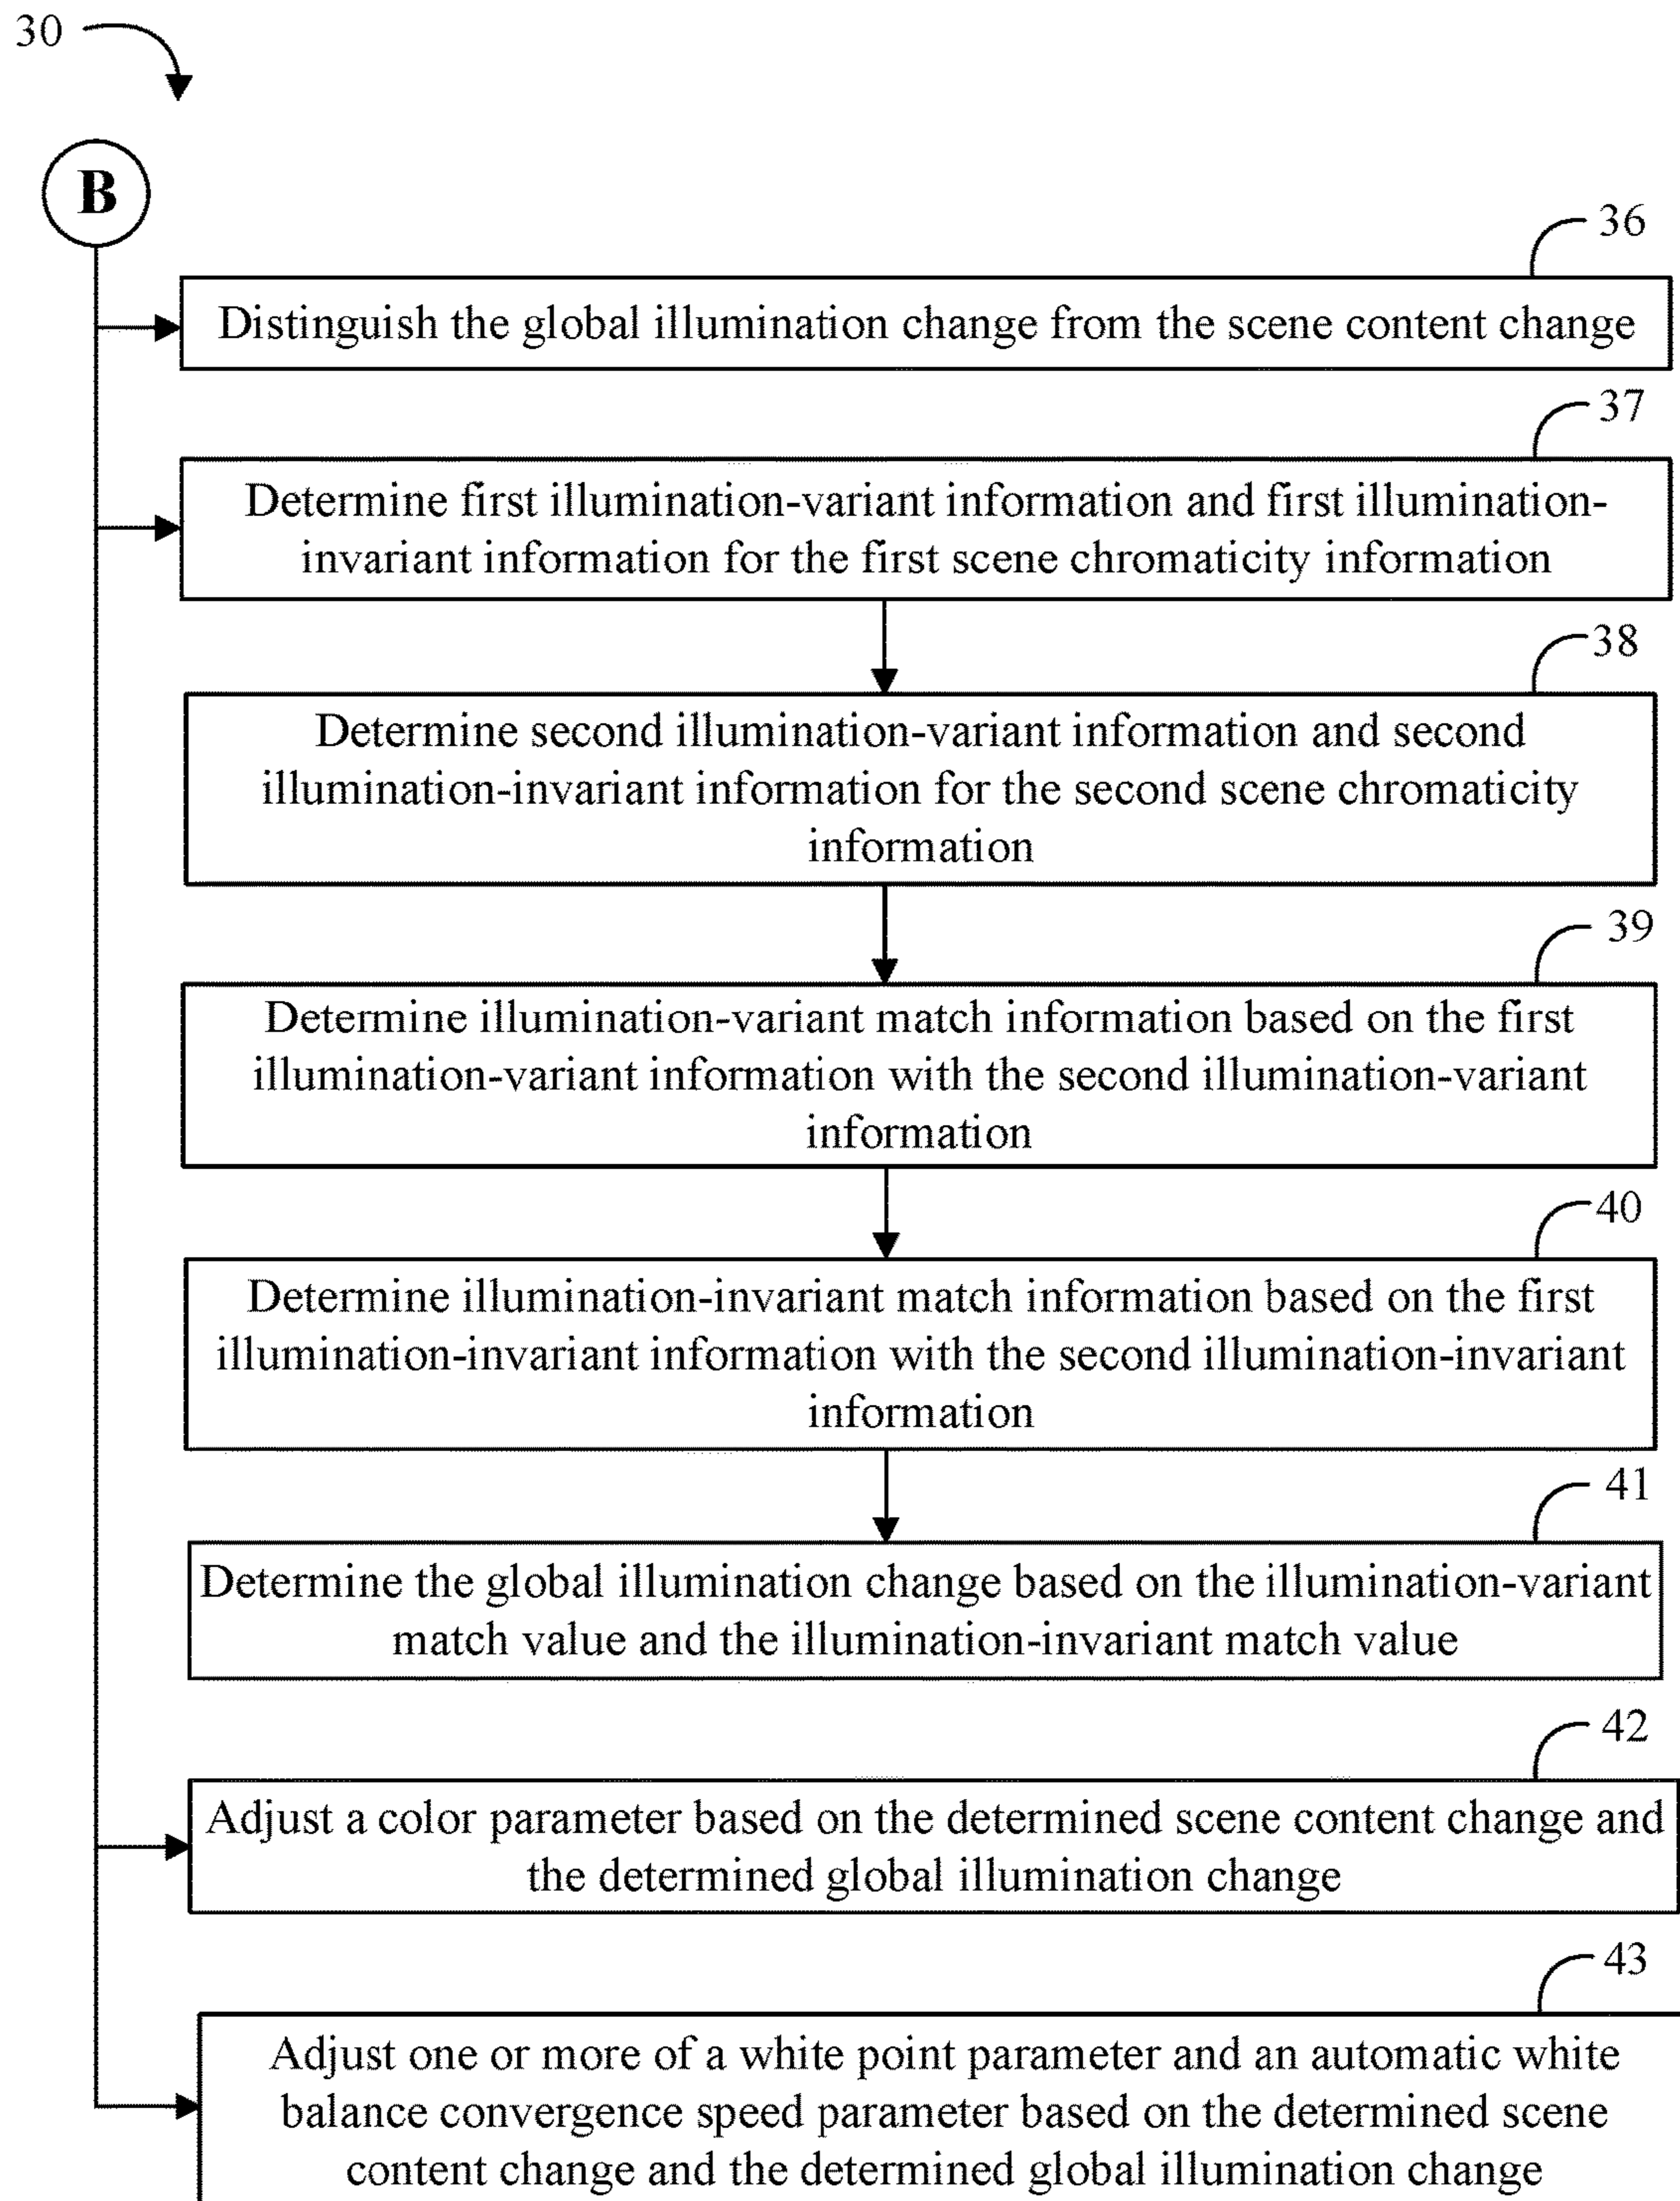 30
B
36
Distinguish the global illumination change from the scene content change
37
Determine first illumination-variant information and first illumination-
invariant information for the first scene chromaticity information
38
Determine second illumination-variant information and second
illumination-invariant information for the second scene chromaticity
information
39
Determine illumination-variant match information based on the first
illumination-variant information with the second illumination-variant
information
40
Determine illumination-invariant match information based on the first
illumination-invariant information with the second illumination-invariant
information
41
Determine the global illumination change based on the illumination-variant
match value and the illumination-invariant match value
42
Adjust a color parameter based on the determined scene content change and
the determined global illumination change
43
Adjust one or more of a white point parameter and an automatic white
balance convergence speed parameter based on the determined scene
content change and the determined global illumination change